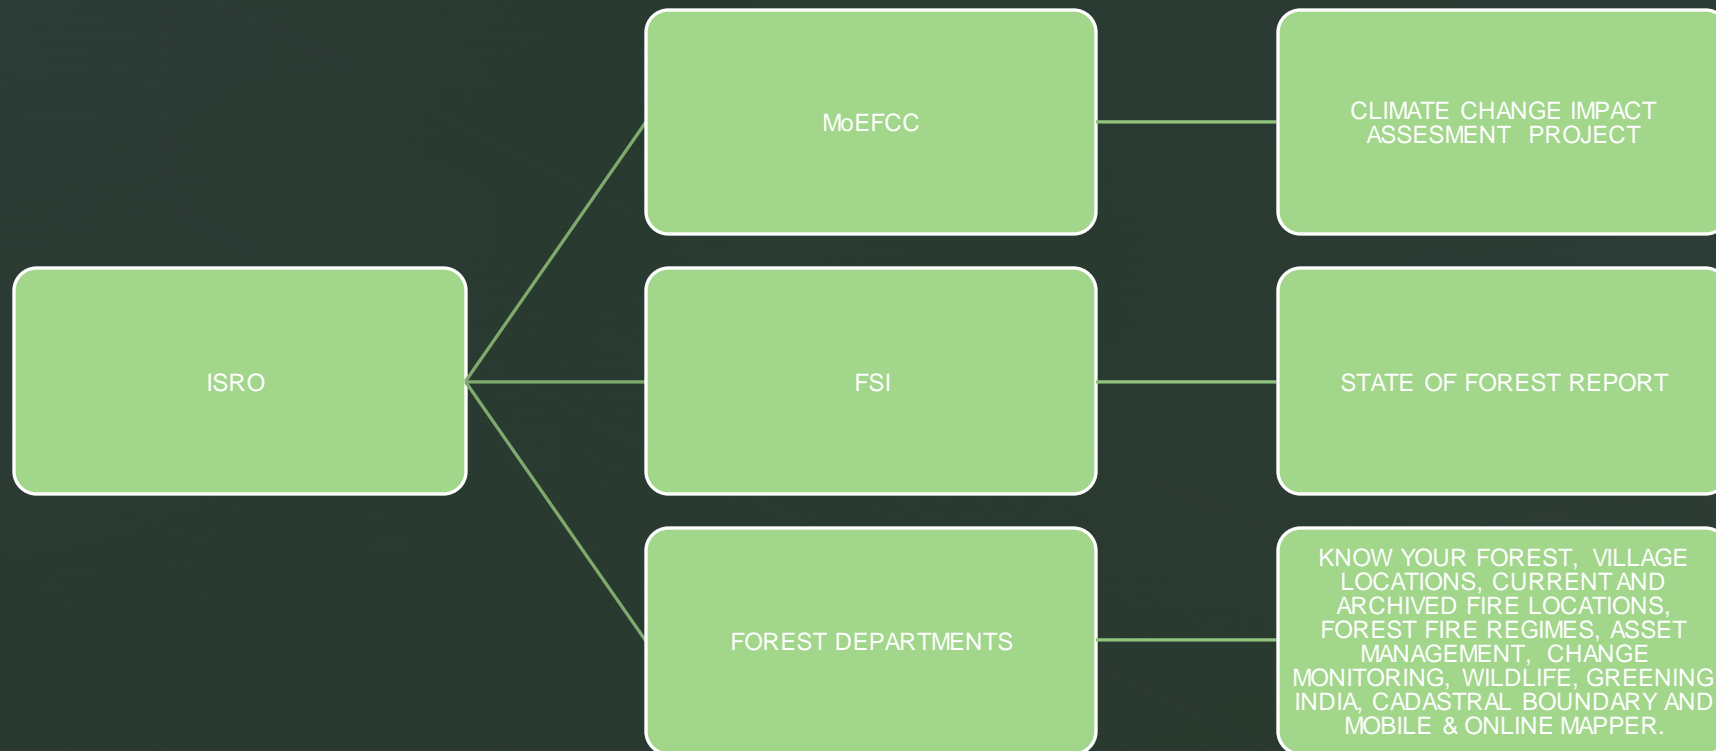 MoEFCC
CLIMATE CHANGE IMPACT
ASSESMENT PROJECT
ISRO
FSI
STATE OF FOREST REPORT
FOREST DEPARTMENTS
KNOW YOUR FOREST, VILLAGE
LOCATIONS, CURRENT AND
ARCHIVED FIRE LOCATIONS,
FOREST FIRE REGIMES, ASSET
MANAGEMENT, CHANGE
MONITORING, WILDLIFE, GREENING
INDIA, CADASTRAL BOUNDARY AND
MOBILE & ONLINE MAPPER.